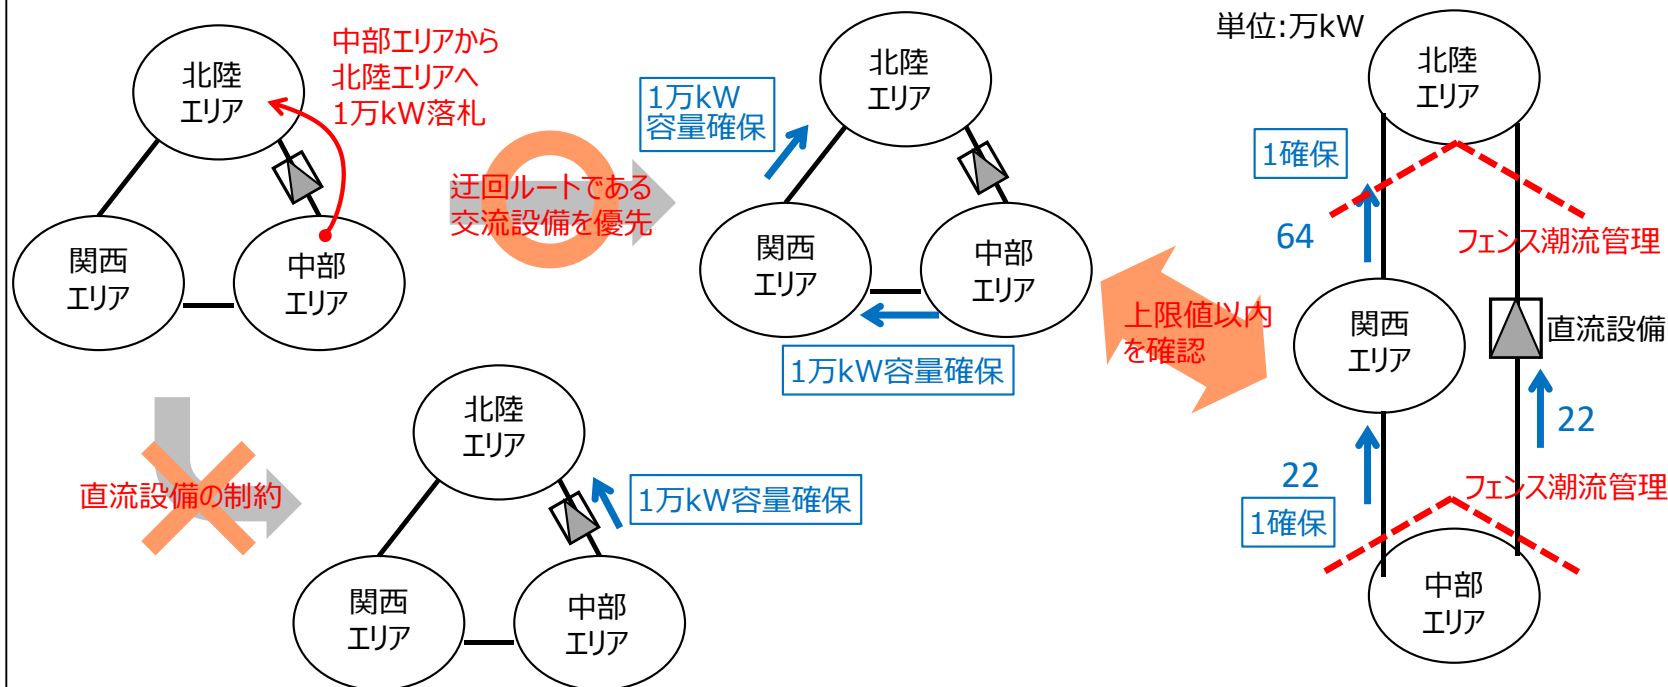 北陸
エリア
中部エリアから
北陸エリアへ
1万kW落札
関西
エリア
中部
エリア
迂回ルートである
交流設備を優先
1万kW
容量確保
北陸
エリア
関西
エリア
中部
エリア
1万kW容量確保
直流設備の制約
北陸
エリア
1万kW容量確保
関西
エリア
中部
エリア
上限値以内
を確認
単位:万kW
北陸
エリア
1確保
64
フェンス潮流管理
関西
エリア
直流設備
22
22
1確保
フェンス潮流管理
中部
エリア